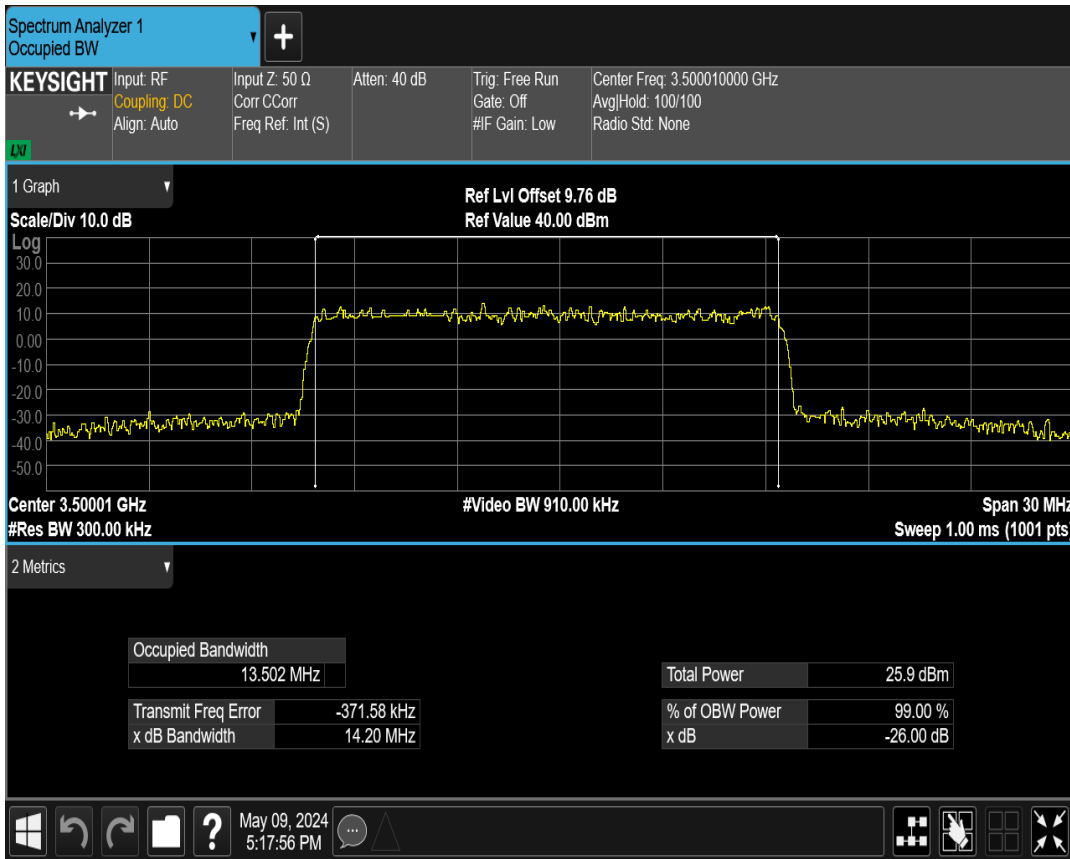 Spectrum Analyzer 1
Occupied BW
KEYSIGHT
LXI
Input: RF
Coupling: DC
Align: Auto
Input Z: 50 Ω
Corr CCorr
Freq Ref: Int (S)
Atten: 40 dB
Trig: Free Run
Gate: Off
#IF Gain: Low
Center Freq: 3.500010000 GHz
Avg|Hold: 100/100
Radio Std: None
1 Graph
Scale/Div 10.0 dB
Ref Lvl Offset 9.76 dB
Ref Value 40.00 dBm
Log
30.0
20.0
10.0
0.00
-10.0
-20.0
-30.0
-40.0
-50.0
Center 3.50001 GHz
#Video BW 910.00 kHz
Span 30 MHz
#Res BW 300.00 kHz
Sweep 1.00 ms (1001 pts)
2 Metrics
Occupied Bandwidth
13.502 MHz
Transmit Freq Error -371.58 kHz
x dB Bandwidth 14.20 MHz
Total Power 25.9 dBm
% of OBW Power 99.00 %
x dB -26.00 dB
May 09, 2024
5:17:56 PM